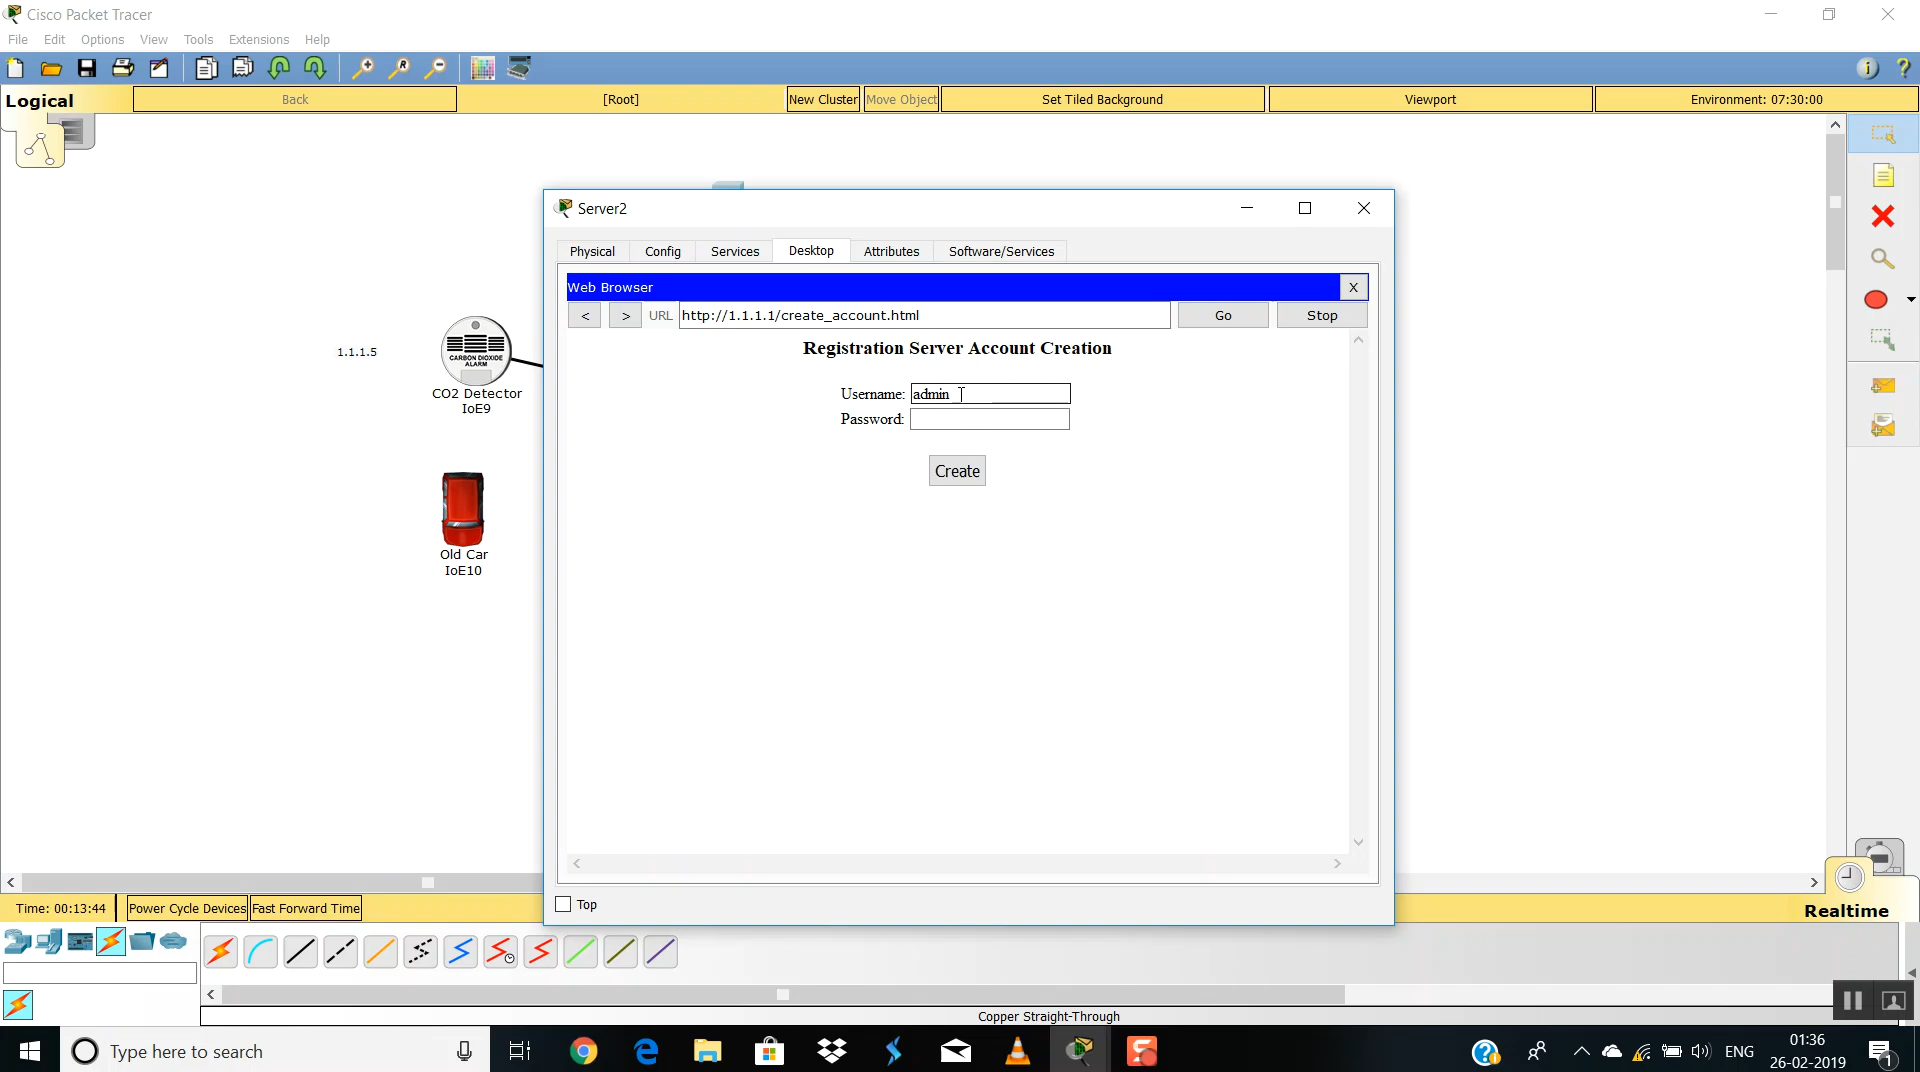 Cisco Packet Tracer
File Edit Options View Tools Extensions Help
Logical Back [Root] New Cluster Move Object Set Tiled Background Viewport Environment: 07:30:00
Server2
Physical Config Services Desktop Attributes Software/Services
Web Browser X
< > URL http://1.1.1.1/create_account.html Go Stop
Registration Server Account Creation
Username: admin
Password:
Create
1.1.1.5
CARBON DIOXIDE
ALARM
CO2 Detector
IoE9
Old Car
IoE10
Top
Time: 00:13:44 Power Cycle Devices Fast Forward Time
Realtime
Copper Straight-Through
Type here to search
ENG
01:36
26-02-2019
1